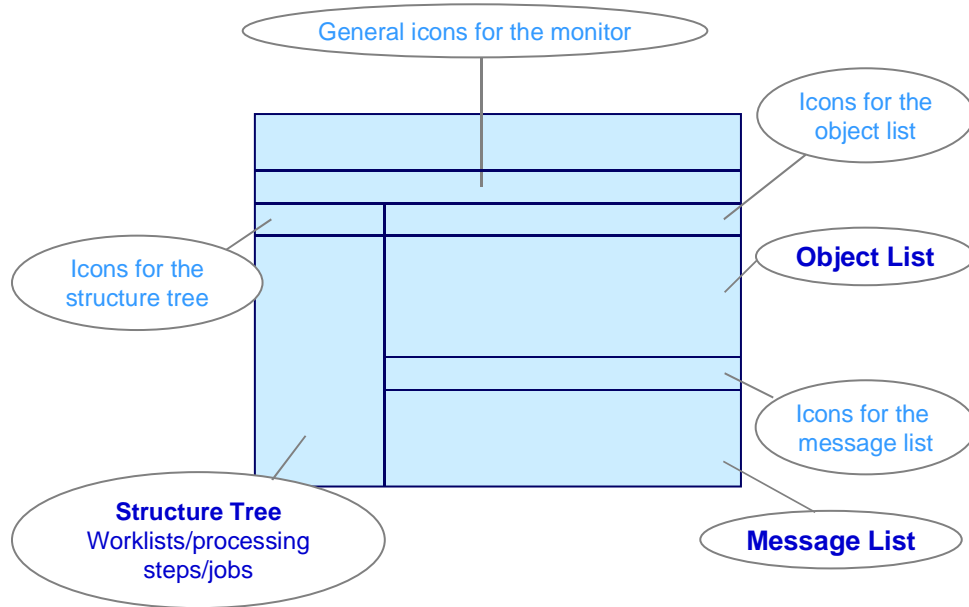 General icons for the monitor
Icons for the
object list
Object List
Icons for the
structure tree
Icons for the
message list
Structure Tree
Worklists/processing
steps/jobs
Message List